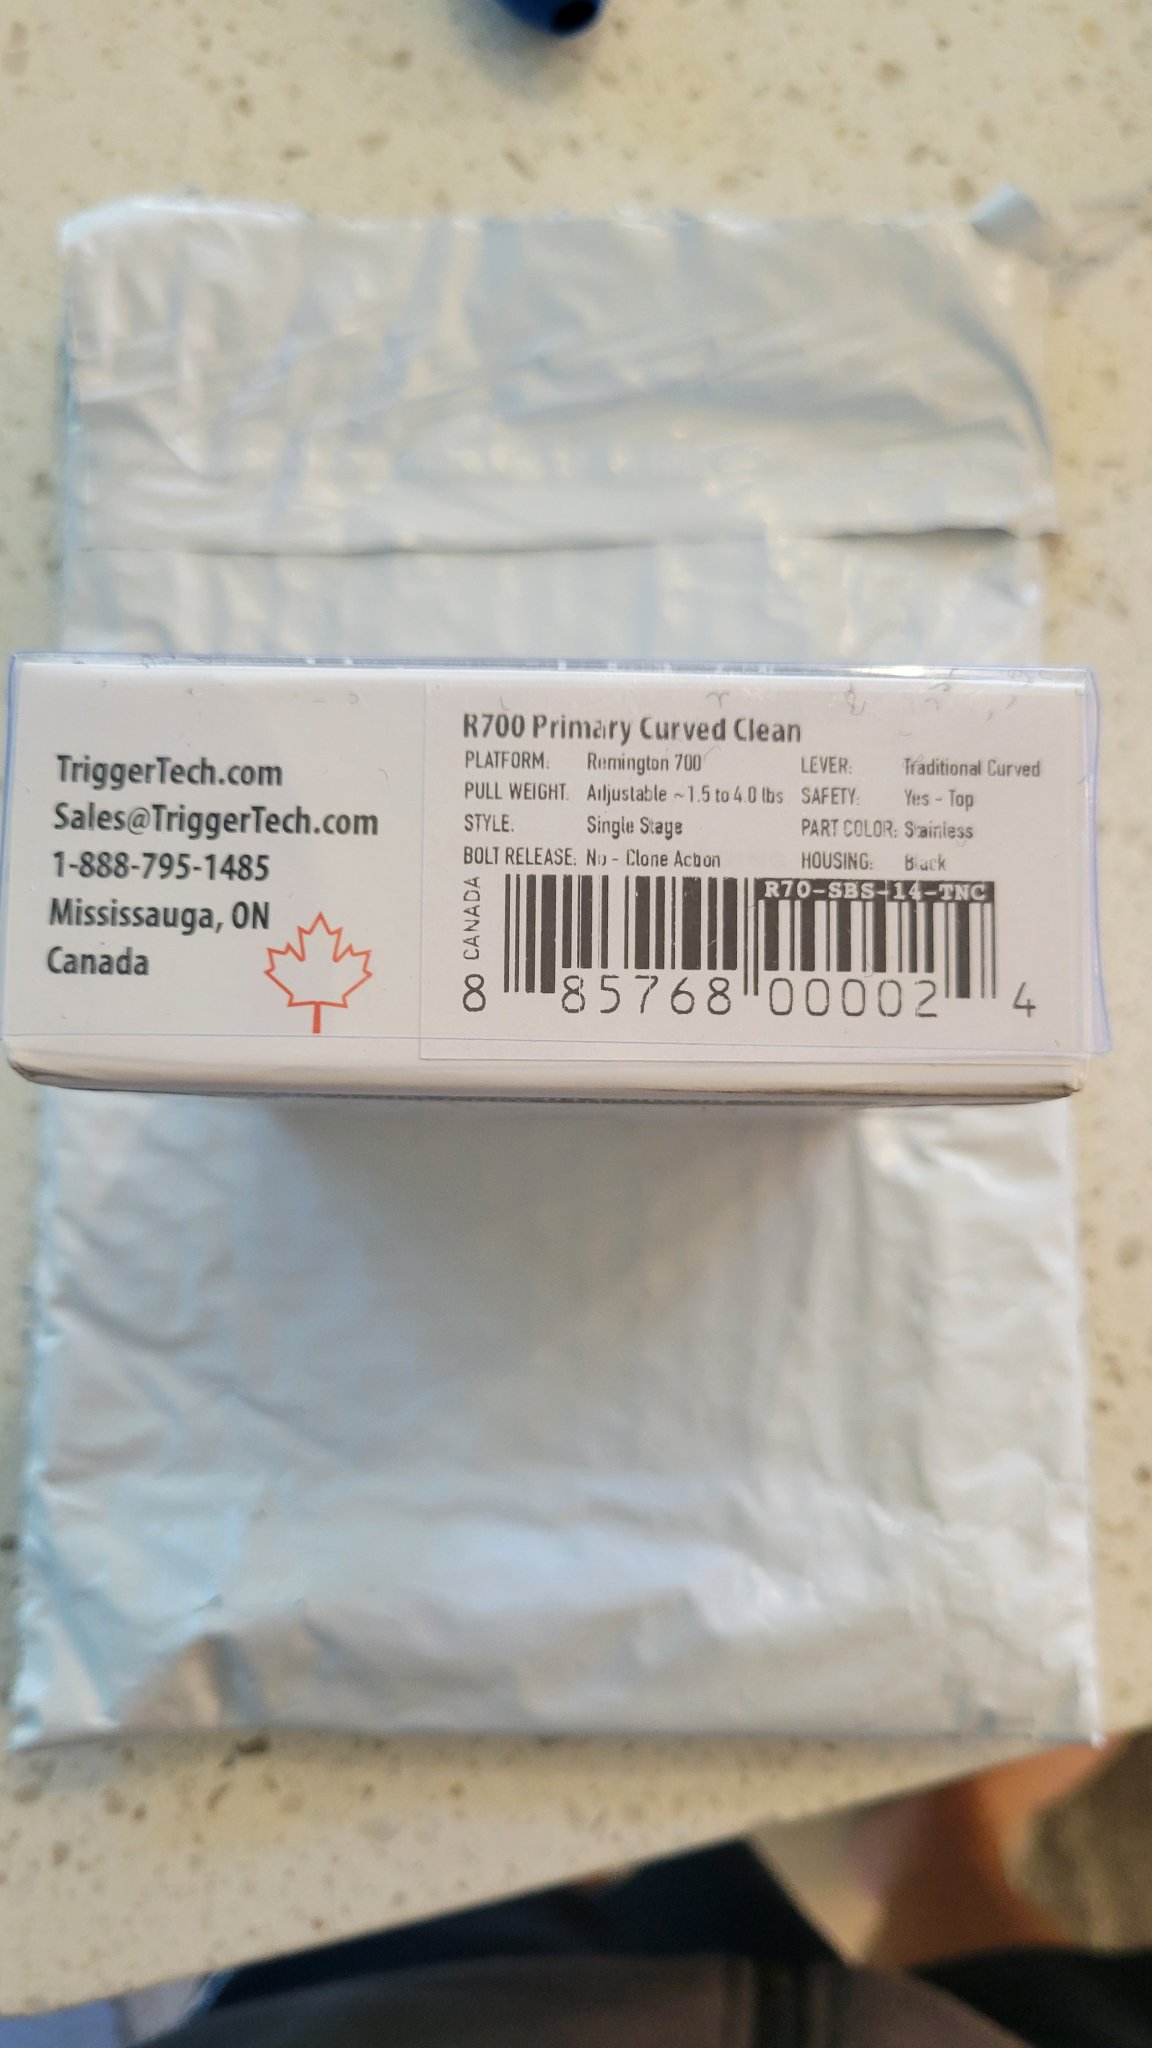 TriggerTech.com
Sales@TriggerTech.com
1-888-795-1485
Mississauga, ON
Canada
R700 Primary Curved Clean
PLATFORM: Remington 700
PULL WEIGHT: Adjustable ~1.5 to 4.0 lbs
STYLE: Single Stage
BOLT RELEASE: No - Clone Action
LEVER: Traditional Curved
SAFETY: Yes - Top
PART COLOR: Stainless
HOUSING: Black
CANADA
R70-SBS-14-TNC
8 85768 00002 4